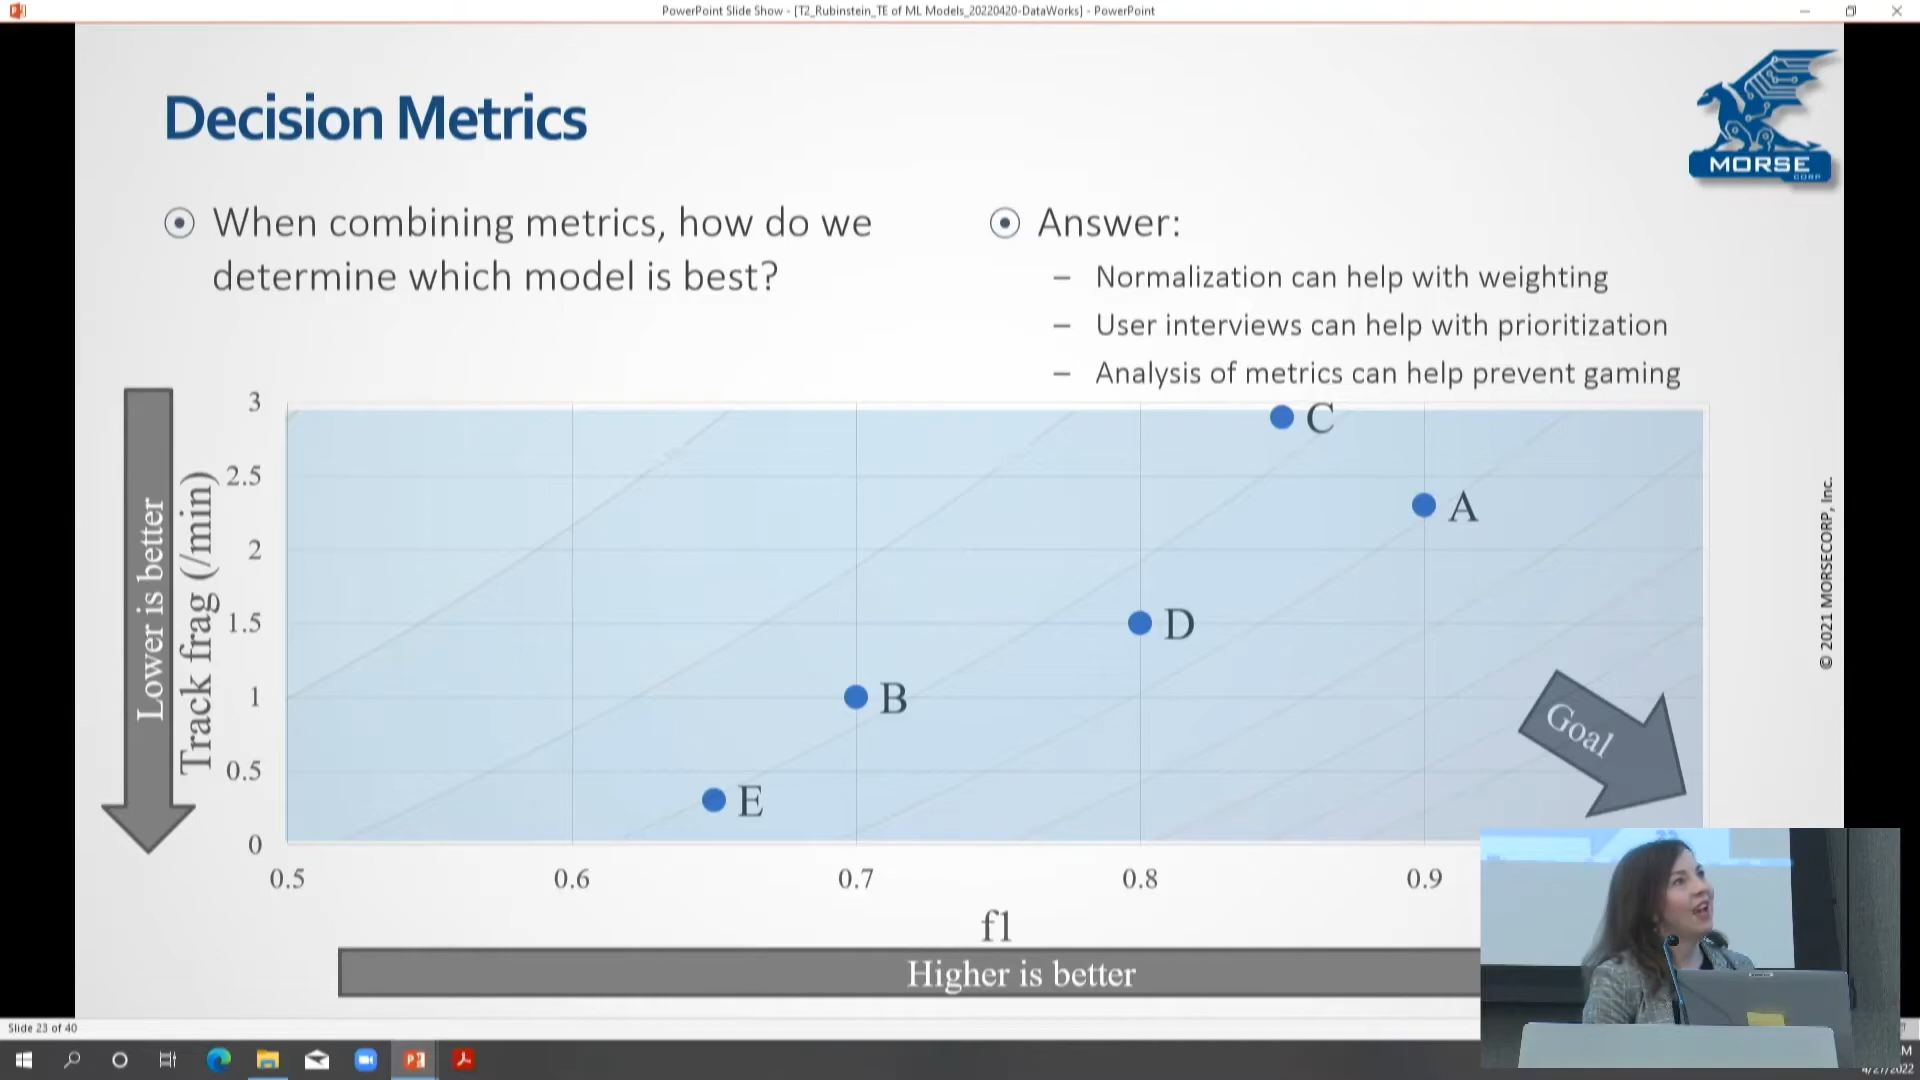 PowerPoint Slide Show - [T2_Rubinstein_TE of ML Models_20220420-DataWorks] - PowerPoint
Decision Metrics
MORSE
CORP
When combining metrics, how do we
determine which model is best?
Answer:
– Normalization can help with weighting
– User interviews can help with prioritization
– Analysis of metrics can help prevent gaming
Lower is better
Track frag (/min)
3
2.5
2
1.5
1
0.5
0
C
A
D
B
E
Goal
0.5
0.6
0.7
0.8
0.9
f1
Higher is better
© 2021 MORSECORP, Inc.
Slide 23 of 40